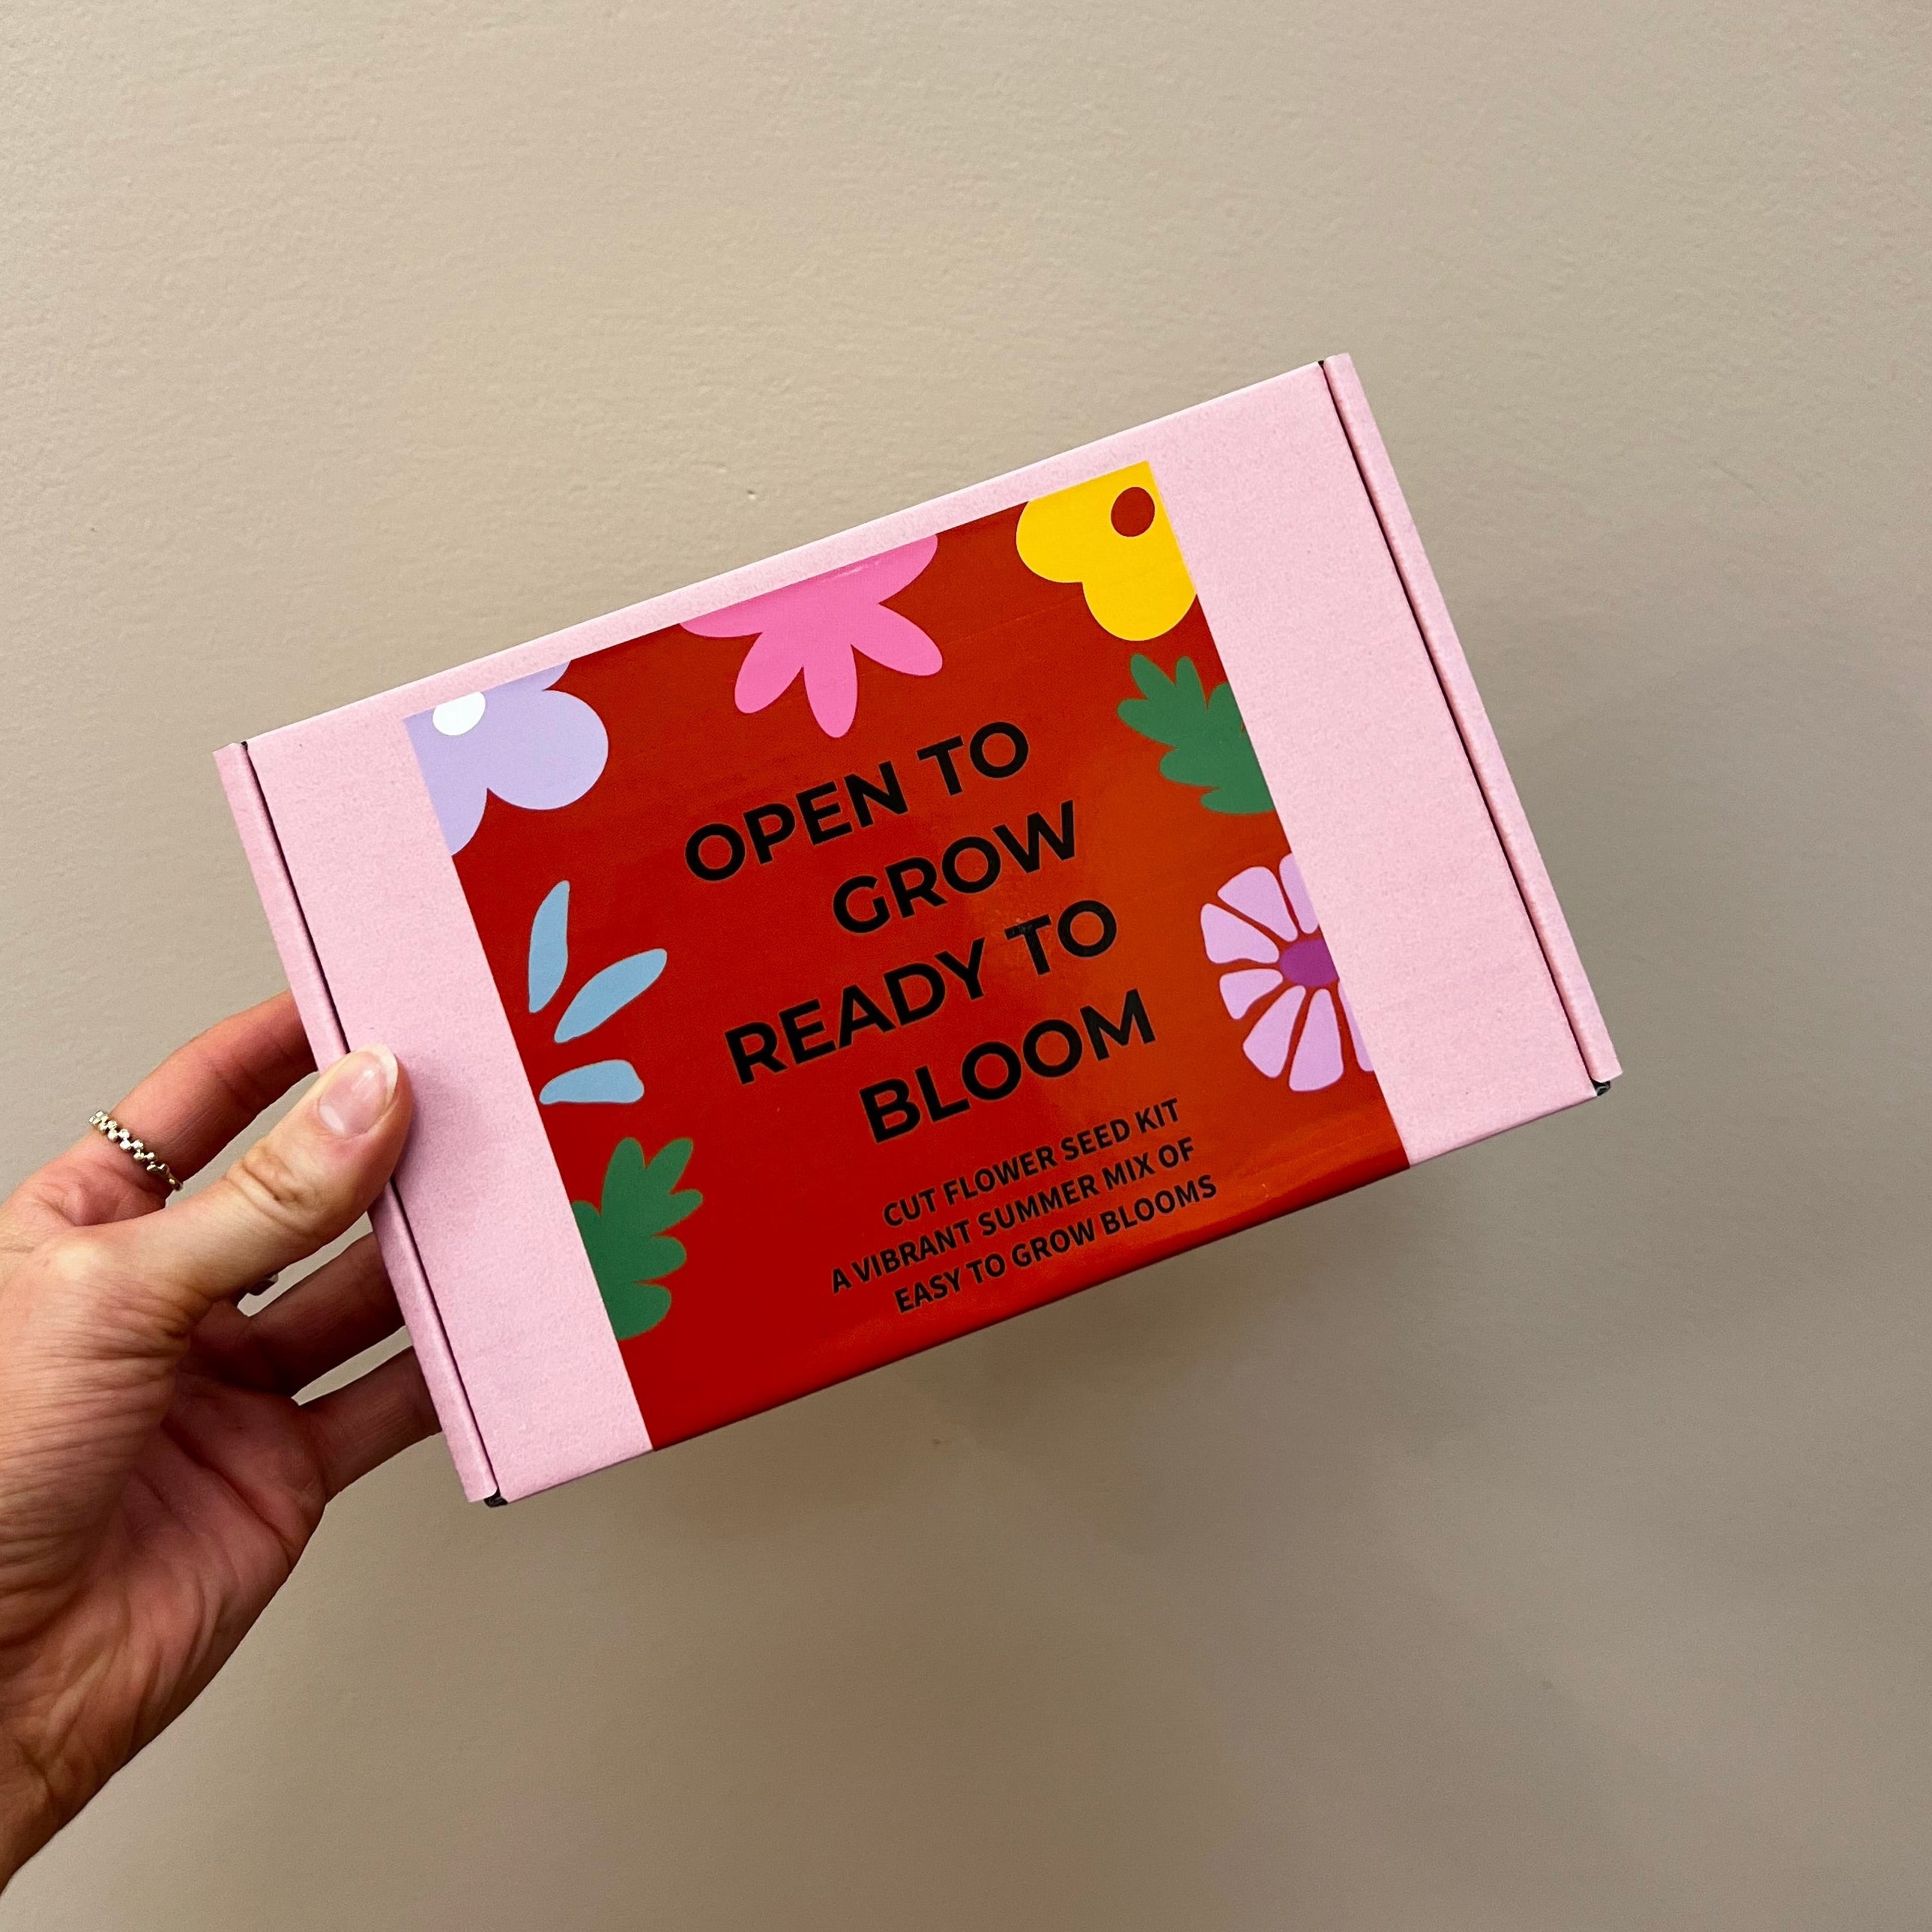 OPEN TO
GROW
READY TO
BLOOM
CUT FLOWER SEED KIT
A VIBRANT SUMMER MIX OF
EASY TO GROW BLOOMS